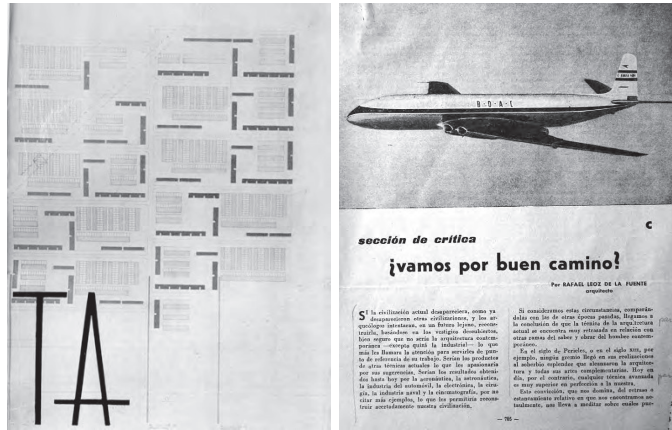 TA
B·O·A·C
C
sección de crítica
¿vamos por buen camino?
Por RAFAEL LEOZ DE LA FUENTE
arquitecto
SI la civilización actual desapareciera, como ya
desaparecieron otras civilizaciones, y los ar-
queólogos intentaran, en un futuro lejano, recons-
truirla, basándose en los vestigios descubiertos,
bien seguro que no sería la arquitectura contem-
poránea —excepto quizá la industrial— lo que
más les llamara la atención para servirles de pun-
to de referencia de su trabajo. Serían los productos
de otras técnicas actuales lo que les apasionaría
por sus sugerencias. Serían los resultados obteni-
dos hasta hoy por la aeronáutica, la astronáutica,
la industria del automóvil, la electrónica, la ciru-
gía, la industria naval y la cinematografía, por no
citar más ejemplos, lo que les permitiría recons-
truir acertadamente nuestra civilización.
Si consideramos estas circunstancias, comparán-
dolas con las de otras épocas pasadas, llegamos a
la conclusión de que la técnica de la arquitectura
actual se encuentra muy retrasada en relación con
otras ramas del saber y obrar del hombre contem-
poráneo.
En el siglo de Pericles, o en el siglo XIII, por
ejemplo, ningún gremio llegó en sus realizaciones
al soberbio esplendor que alcanzaron la arquitec-
tura y todas sus artes complementarias. Hoy en
día, por el contrario, cualquier técnica avanzada
es muy superior en perfección a la nuestra.
Esta convicción, que nos domina, del retraso o
estancamiento relativo en que nos encontramos ac-
tualmente, nos lleva a meditar sobre cuáles pue-
— 705 —